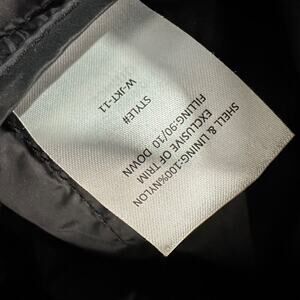 SHELL & LINING-100%NYLON
EXCLUSIVE OF TRIM
FILLING:90/10 DOWN
STYLE#
W-JKT-11